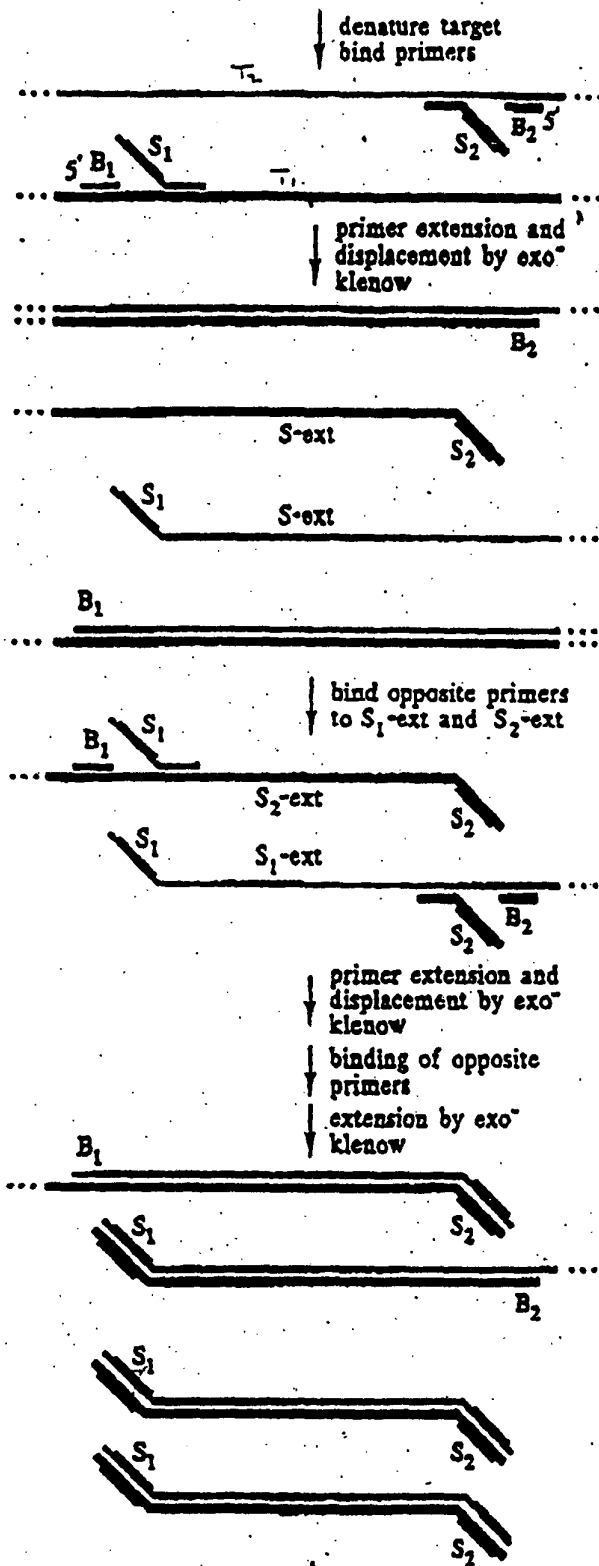 denature target
bind primers
T2
B2 5'
S2
5' B1 S1
T1
primer extension and
displacement by exo-
klenow
B2
S-ext
S2
S1 S-ext
B1
bind opposite primers
to S1-ext and S2-ext
B1 S1
S2-ext
S2
S1 S1-ext
S2 B2
primer extension and
displacement by exo-
klenow
binding of opposite
primers
extension by exo-
klenow
B1
S1 S2
B2
S1
S2
S1
S2